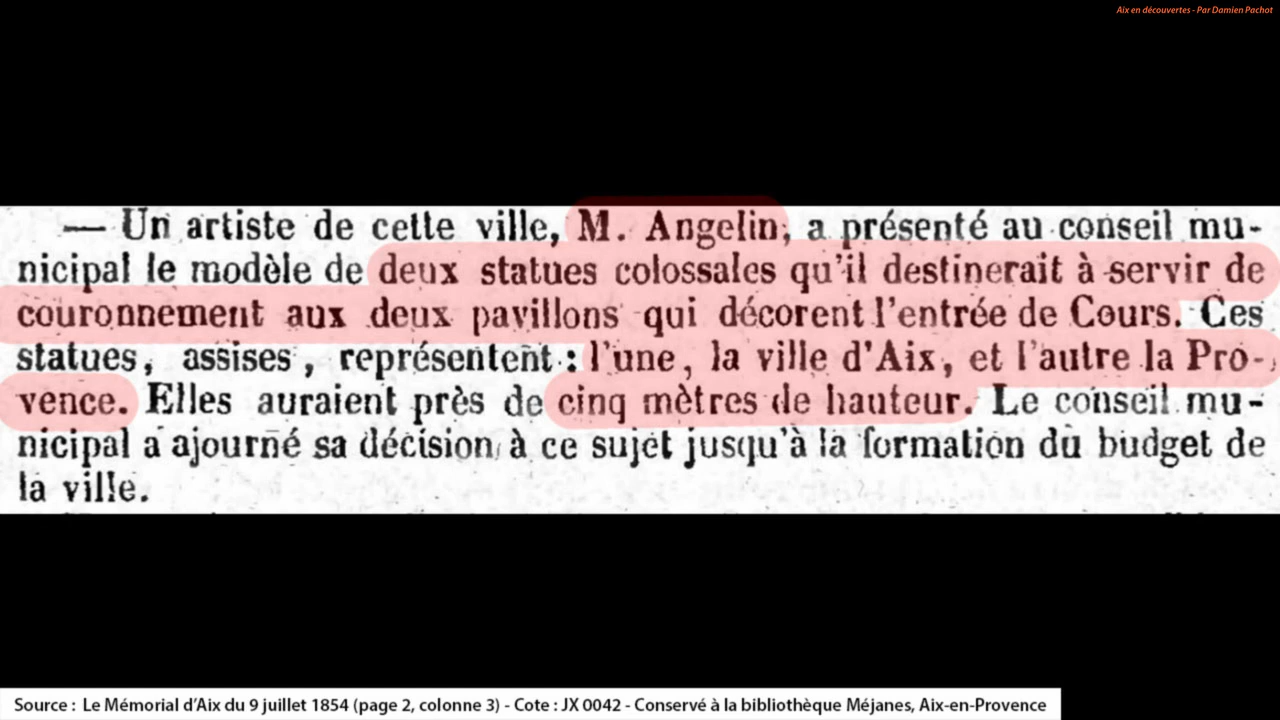 Aix en découvertes - Par Damien Pachot
— Un artiste de cette ville, M. Angelin, a présenté au conseil mu-
nicipal le modèle de deux statues colossales qu'il destinerait à servir de
couronnement aux deux pavillons qui décorent l'entrée de Cours. Ces
statues, assises, représentent : l'une, la ville d'Aix, et l'autre la Pro-
vence. Elles auraient près de cinq mètres de hauteur. Le conseil mu-
nicipal a ajourné sa décision à ce sujet jusqu'à la formation du budget de
la ville.
Source : Le Mémorial d'Aix du 9 juillet 1854 (page 2, colonne 3) - Cote : JX 0042 - Conservé à la bibliothèque Méjanes, Aix-en-Provence